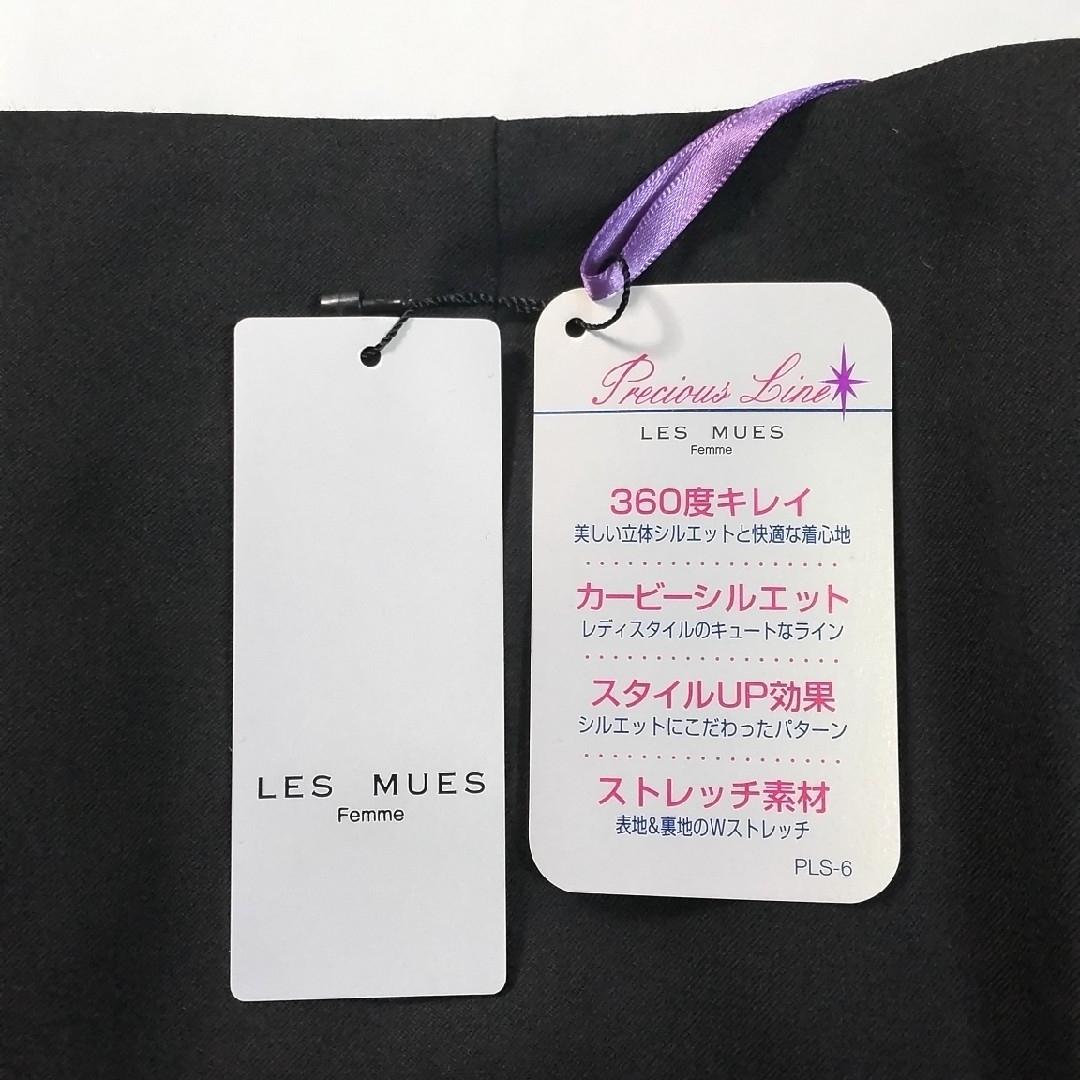 LES MUES
Femme
Precious Line
LES MUES
Femme
360度キレイ
美しい立体シルエットと快適な着心地
カービーシルエット
レディスタイルのキュートなライン
スタイルUP効果
シルエットにこだわったパターン
ストレッチ素材
表地&裏地のWストレッチ
PLS-6